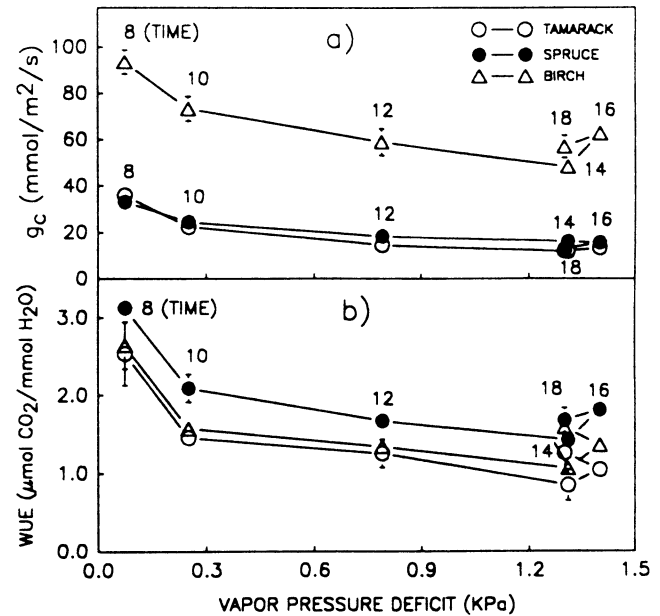 8 (TIME)
a)
TAMARACK
SPRUCE
BIRCH
100
80
60
40
20
0
g_c (mmol/m²/s)
10
12
18
16
14
8
10
12
14
16
18
b)
8 (TIME)
3.0
2.0
1.0
0.0
WUE (μmol CO₂/mmol H₂O)
10
12
18
16
14
0.0 0.3 0.6 0.9 1.2 1.5
VAPOR PRESSURE DEFICIT (KPa)